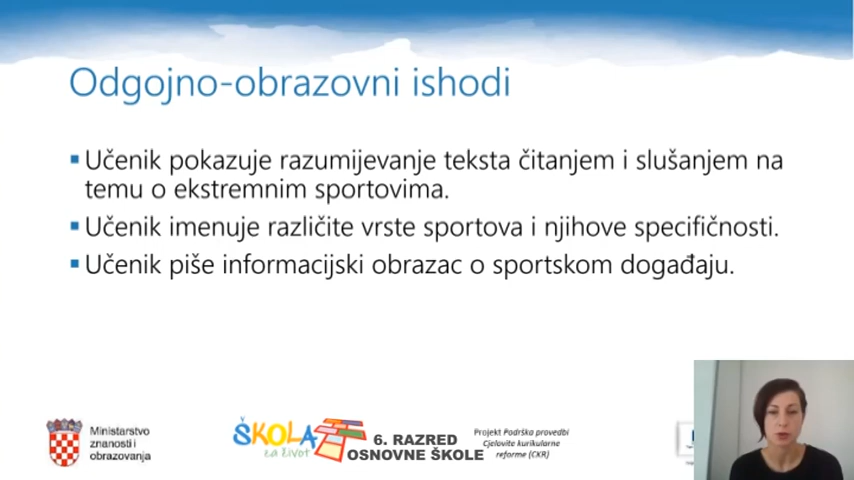 Odgojno-obrazovni ishodi
Učenik pokazuje razumijevanje teksta čitanjem i slušanjem na
temu o ekstremnim sportovima.
Učenik imenuje različite vrste sportova i njihove specifičnosti.
Učenik piše informacijski obrazac o sportskom događaju.
Ministarstvo
znanosti i
obrazovanja
ŠKOLA
za život
6. RAZRED
OSNOVNE ŠKOLE
Projekt Podrška provedbi
Cjelovite kurikularne
reforme (CKR)